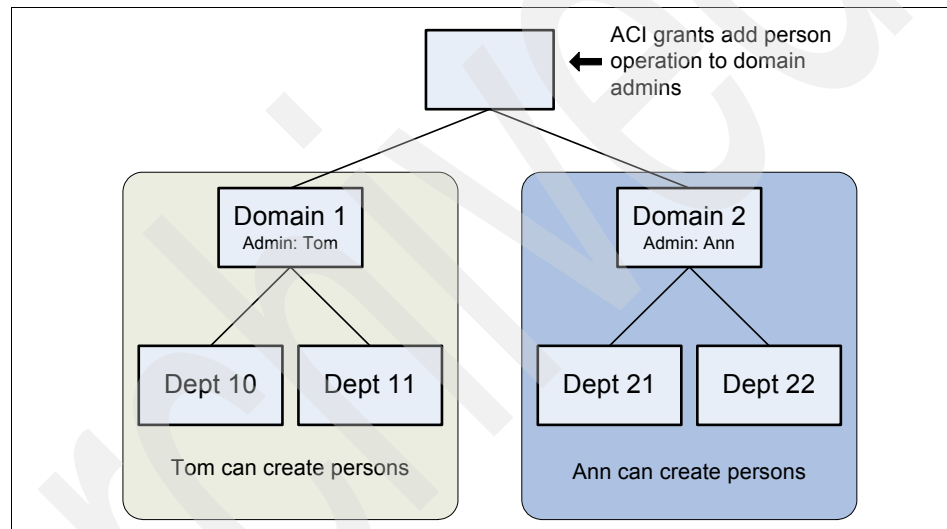 ACI grants add person
operation to domain
admins
Domain 1
Admin: Tom
Domain 2
Admin: Ann
Dept 10
Dept 11
Dept 21
Dept 22
Tom can create persons
Ann can create persons